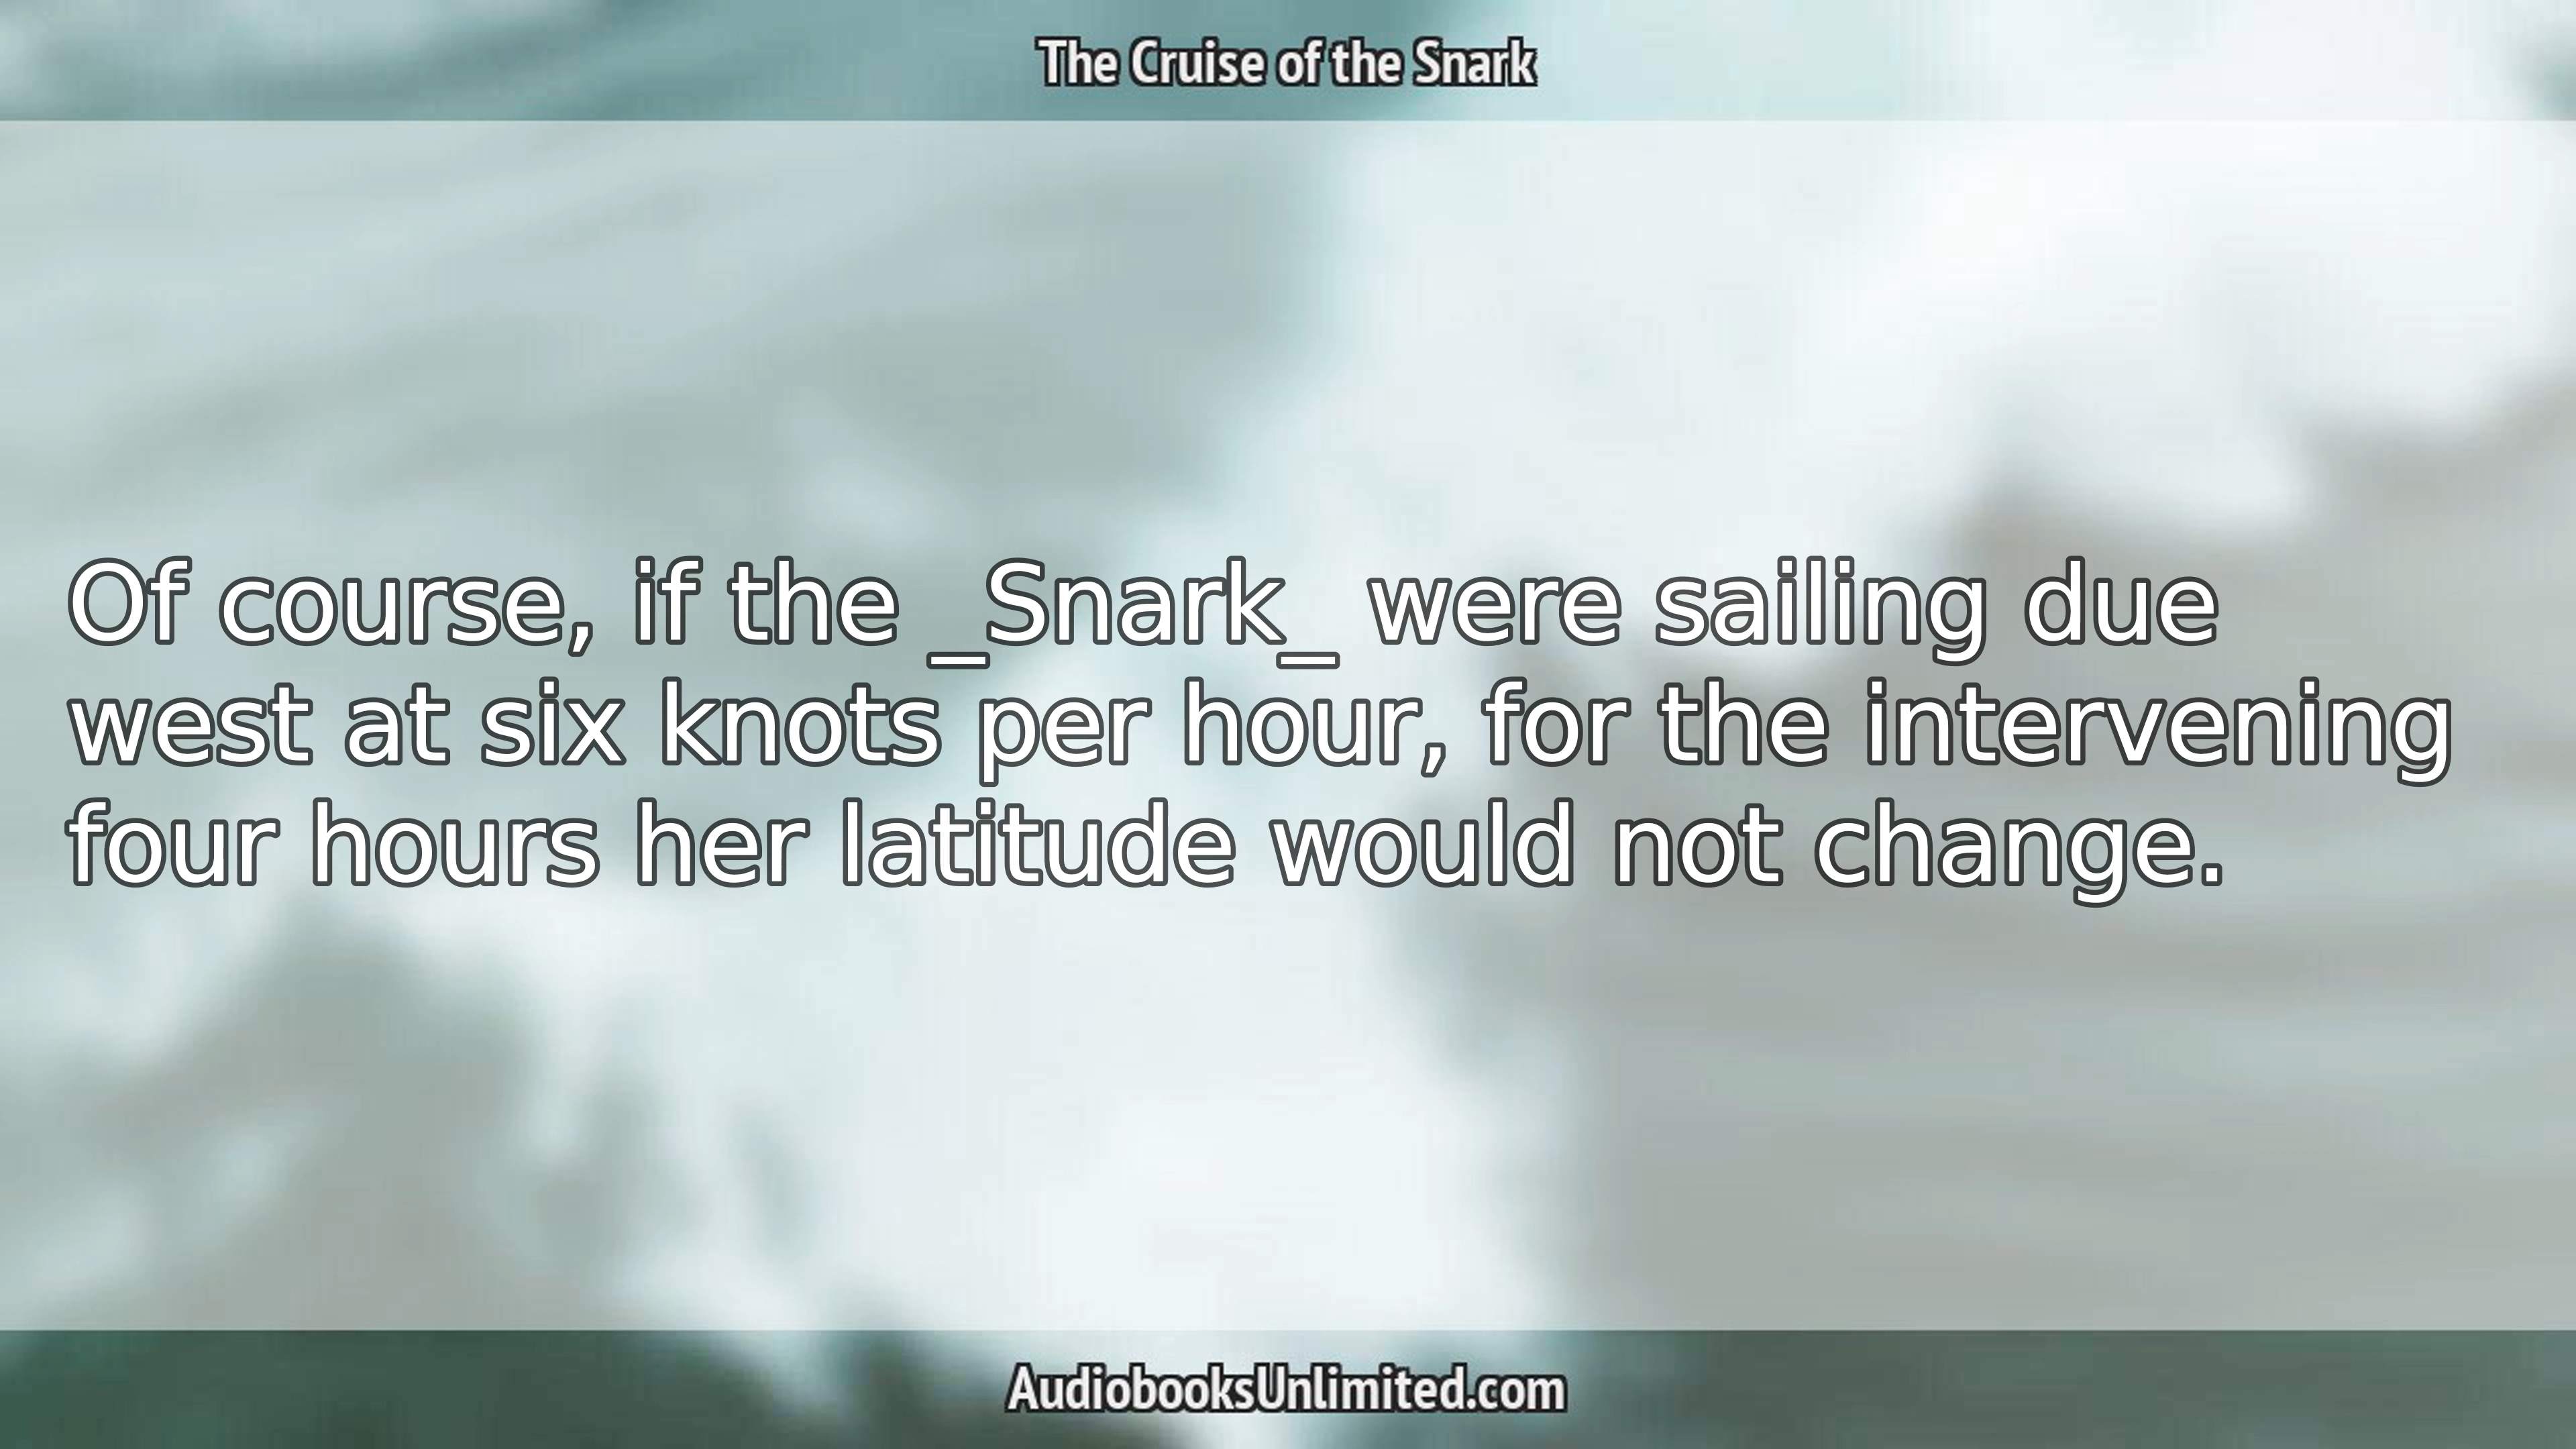 The Cruise of the Snark
Of course, if the _Snark_ were sailing due
west at six knots per hour, for the intervening
four hours her latitude would not change.
AudiobooksUnlimited.com